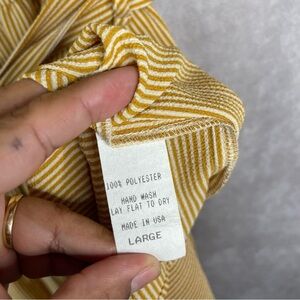 100% POLYESTER
HAND WASH
LAY FLAT TO DRY
MADE IN USA
LARGE